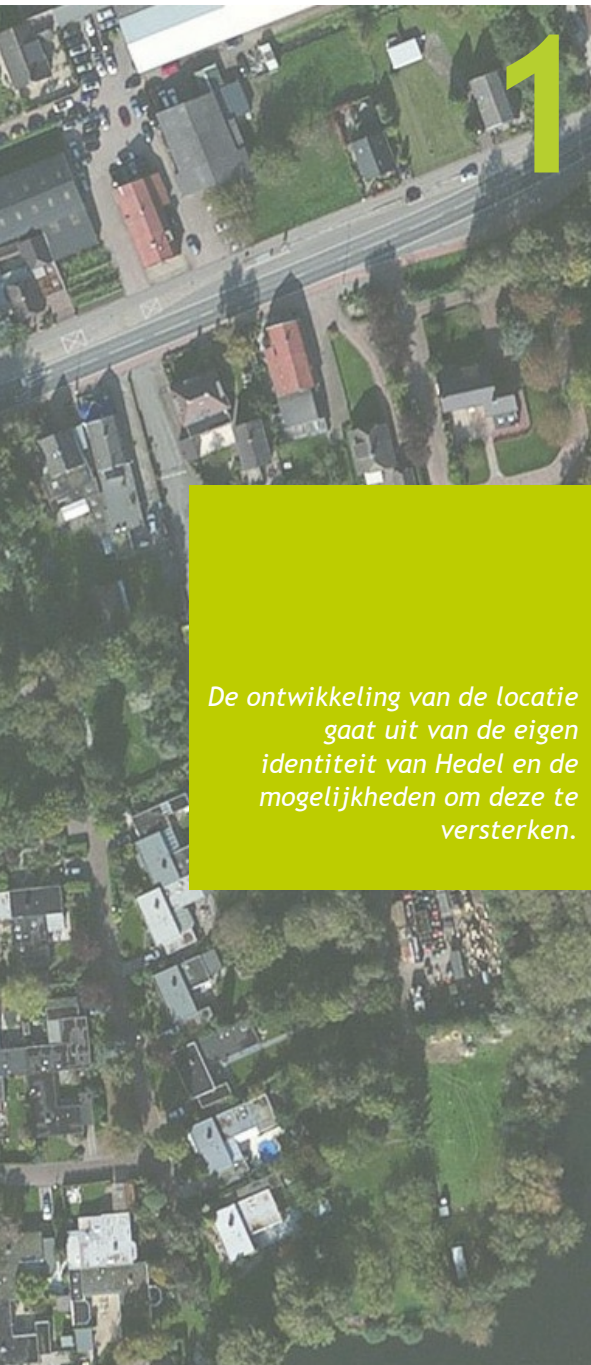 1
De ontwikkeling van de locatie
gaat uit van de eigen
identiteit van Hedel en de
mogelijkheden om deze te
versterken.